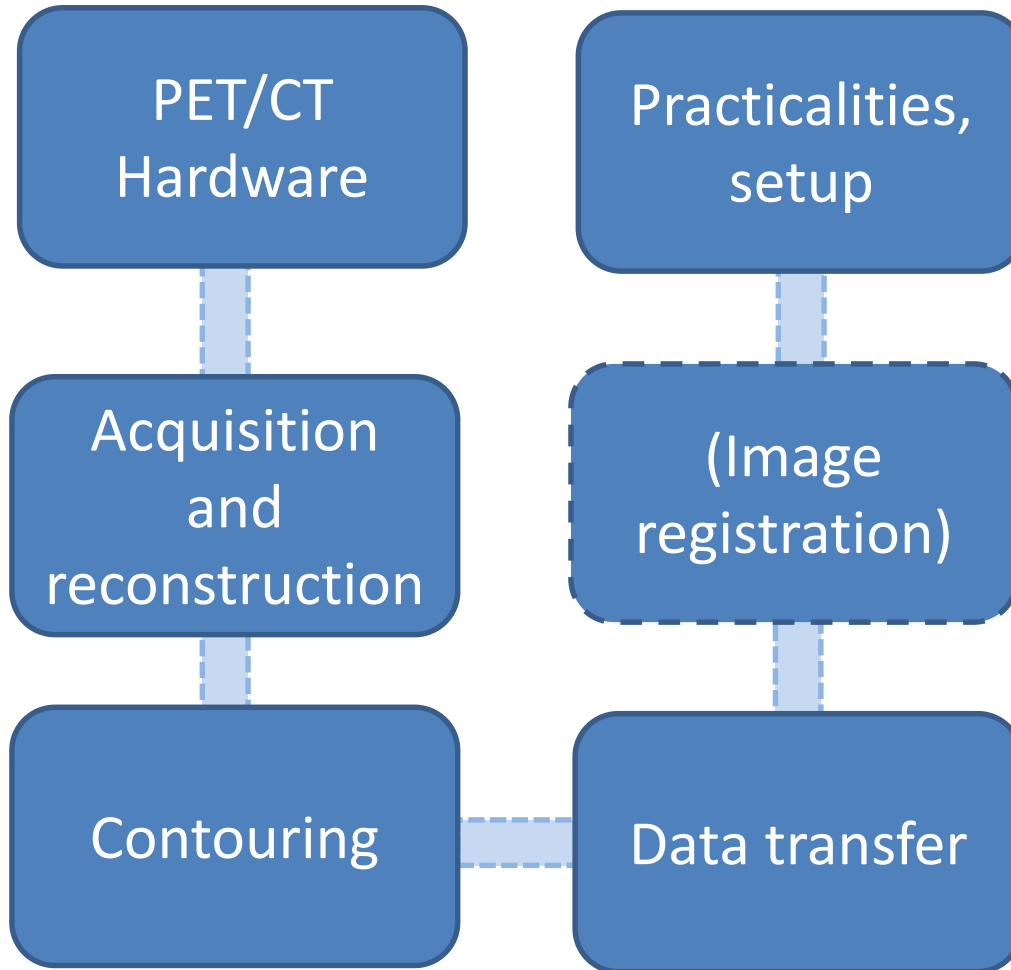 PET/CT
Hardware
Acquisition
and
reconstruction
Contouring
Data transfer
(Image
registration)
Practicalities,
setup